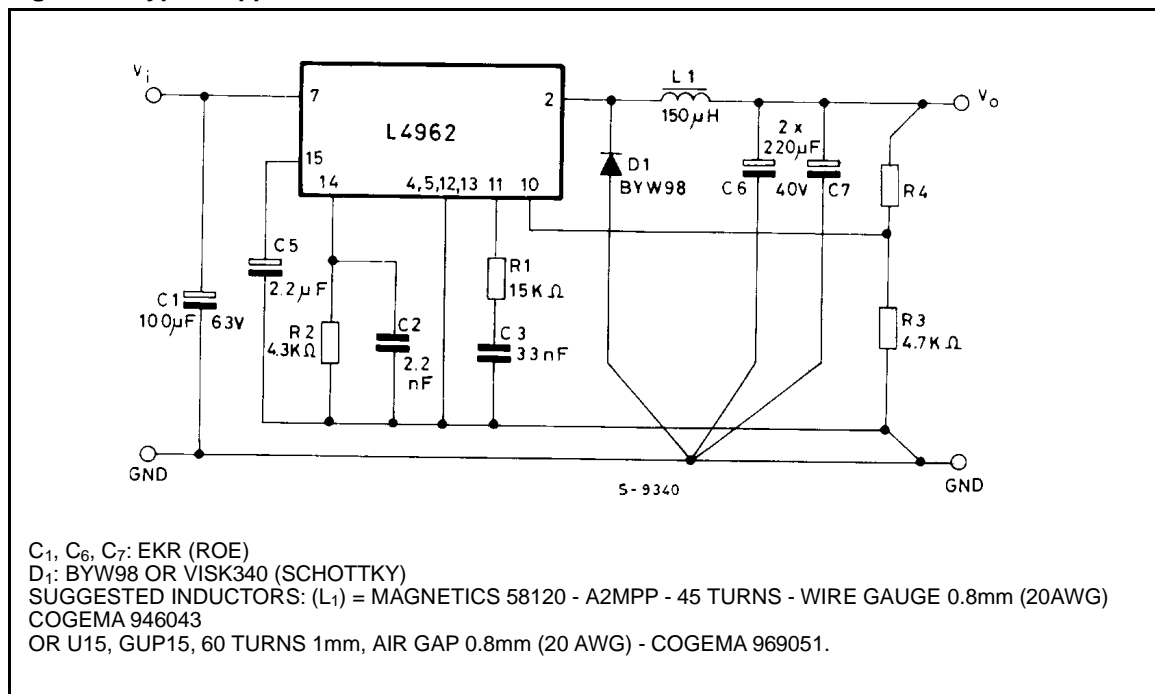 Vi
7
L4962
2
15
14
4,5,12,13
11
10
L1
150µH
Vo
D1
BYW98
2x
220µF
C6
40V
C7
R4
C5
2.2µF
R1
15KΩ
C1
100µF
63V
R2
4.3KΩ
C2
2.2
nF
C3
33nF
R3
4.7KΩ
GND
S-9340
GND
C1, C6, C7: EKR (ROE)
D1: BYW98 OR VISK340 (SCHOTTKY)
SUGGESTED INDUCTORS: (L1) = MAGNETICS 58120 - A2MPP - 45 TURNS - WIRE GAUGE 0.8mm (20AWG)
COGEMA 946043
OR U15, GUP15, 60 TURNS 1mm, AIR GAP 0.8mm (20 AWG) - COGEMA 969051.